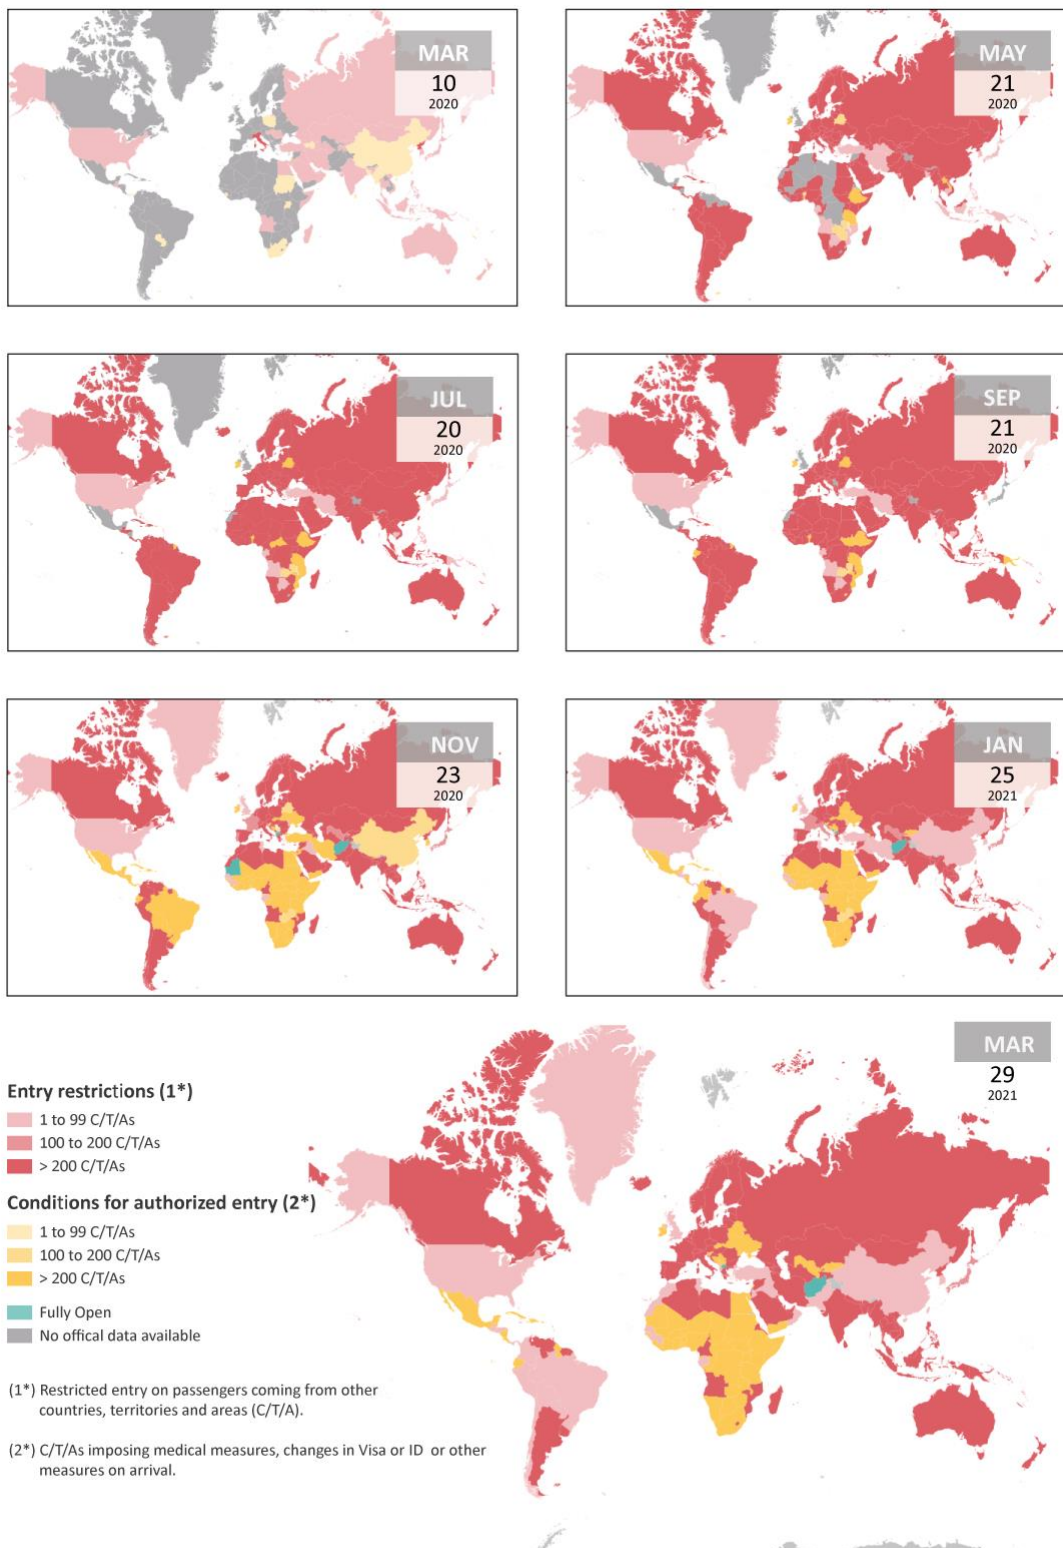 MAR
10
2020
MAY
21
2020
JUL
20
2020
SEP
21
2020
NOV
23
2020
JAN
25
2021
MAR
29
2021
Entry restrictions (1*)
1 to 99 C/T/As
100 to 200 C/T/As
> 200 C/T/As
Conditions for authorized entry (2*)
1 to 99 C/T/As
100 to 200 C/T/As
> 200 C/T/As
Fully Open
No offical data available
(1*) Restricted entry on passengers coming from other
countries, territories and areas (C/T/A).
(2*) C/T/As imposing medical measures, changes in Visa or ID or other
measures on arrival.